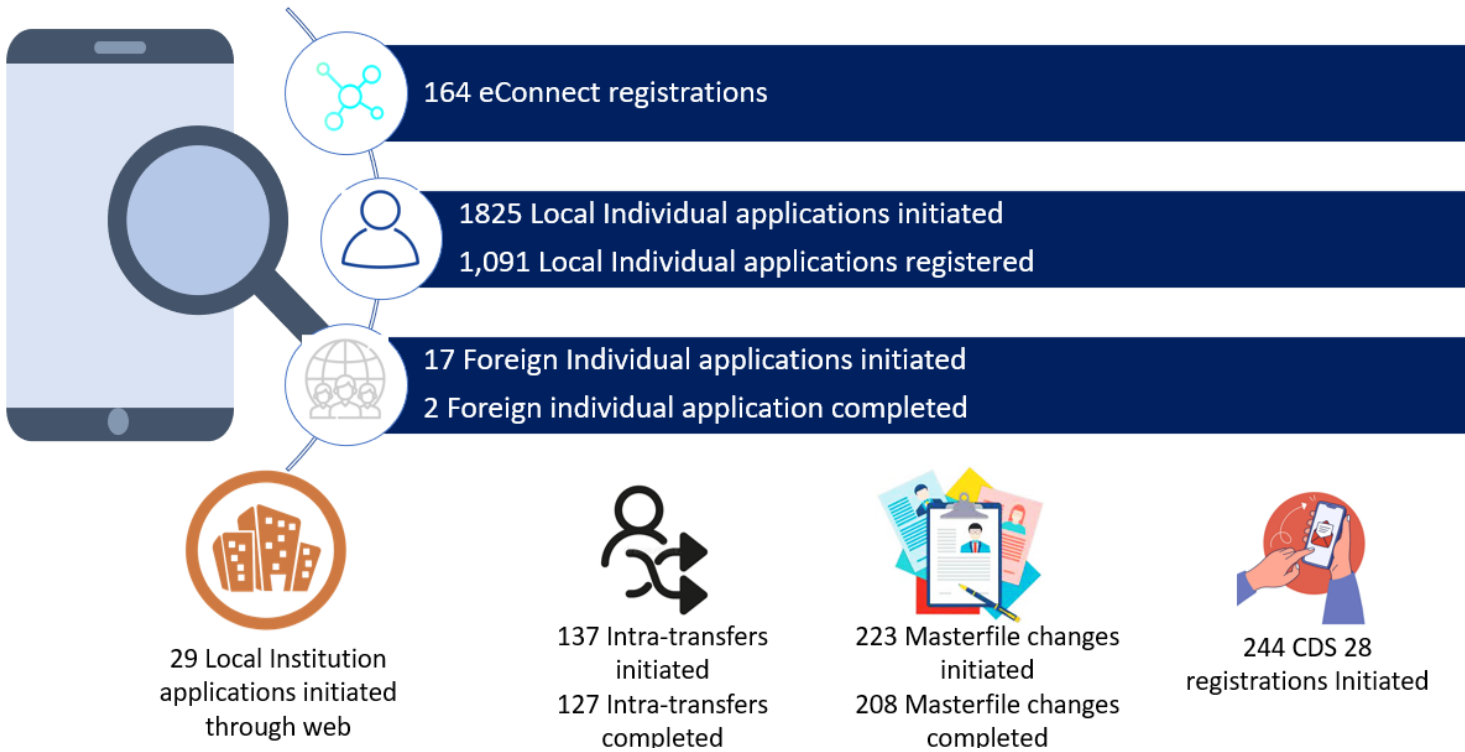 164 eConnect registrations
1825 Local Individual applications initiated
1,091 Local Individual applications registered
17 Foreign Individual applications initiated
2 Foreign individual application completed
29 Local Institution
applications initiated
through web
137 Intra-transfers
initiated
127 Intra-transfers
completed
223 Masterfile changes
initiated
208 Masterfile changes
completed
244 CDS 28
registrations Initiated